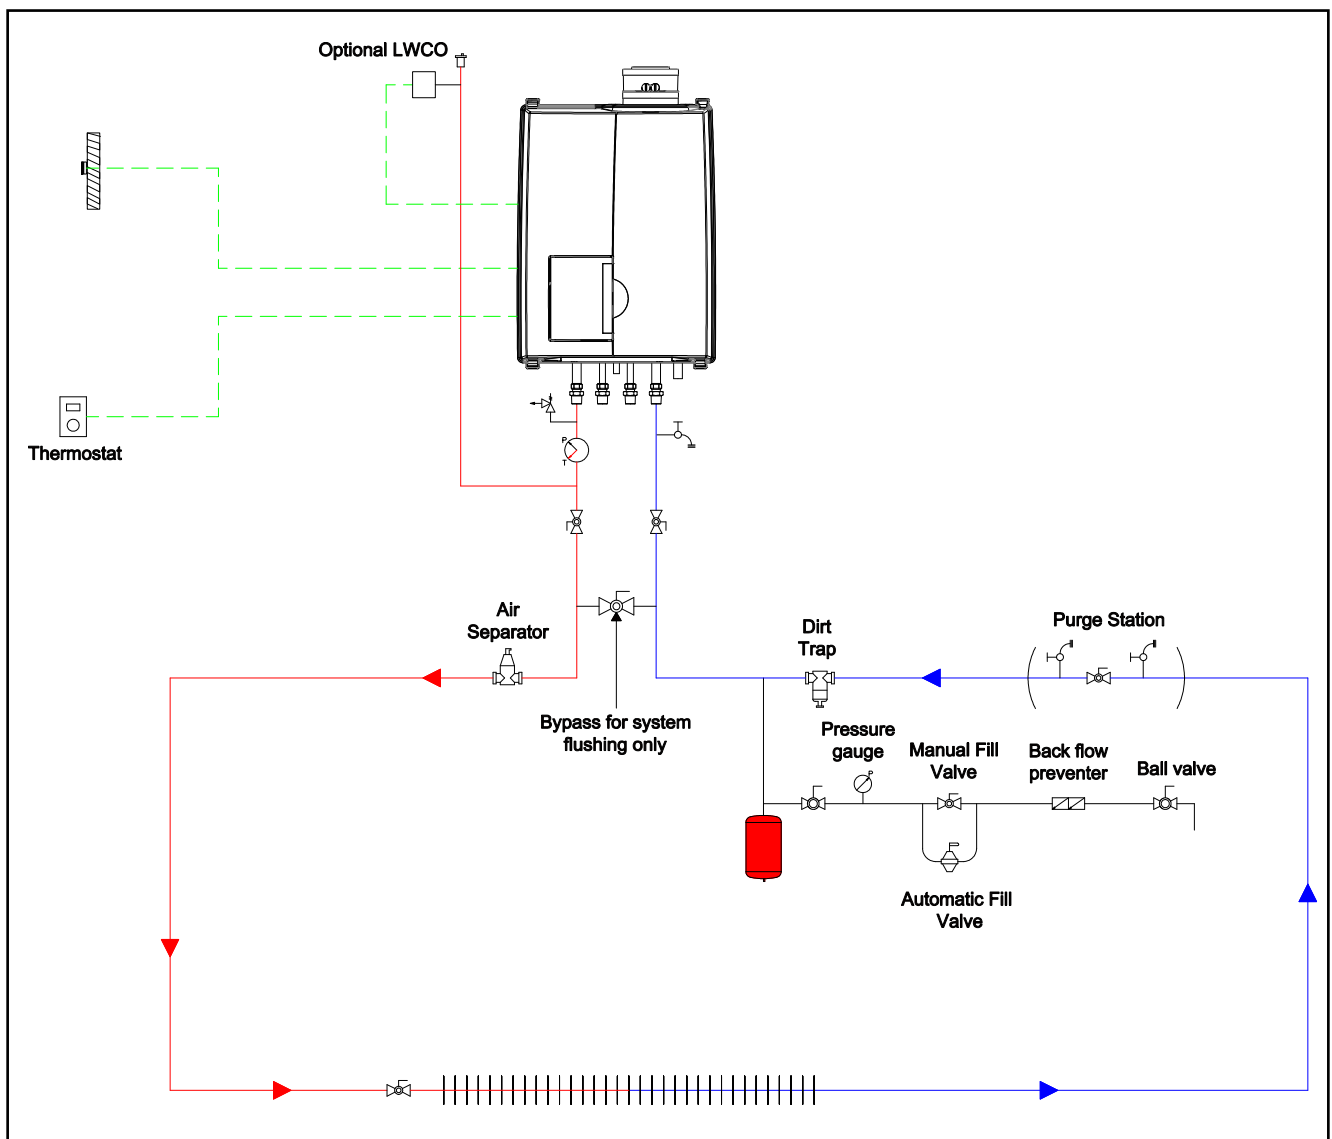 Optional LWCO
Thermostat
P
T
Air
Separator
Bypass for system
flushing only
Dirt
Trap
Purge Station
Pressure
gauge
P
Manual Fill
Valve
Back flow
preventer
Ball valve
Automatic Fill
Valve